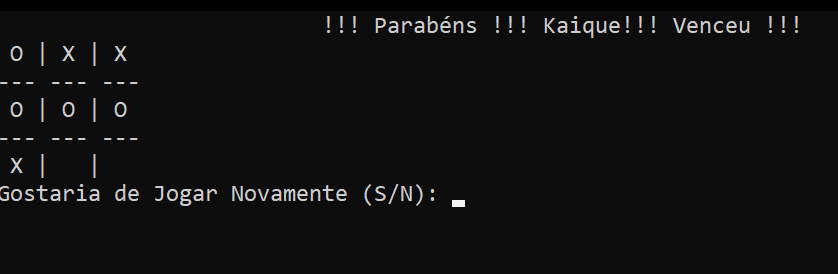 !!! Parabéns !!! Kaique!!! Venceu !!!
O | X | X
--- --- ---
O | O | O
--- --- ---
X |   |
Gostaria de Jogar Novamente (S/N):